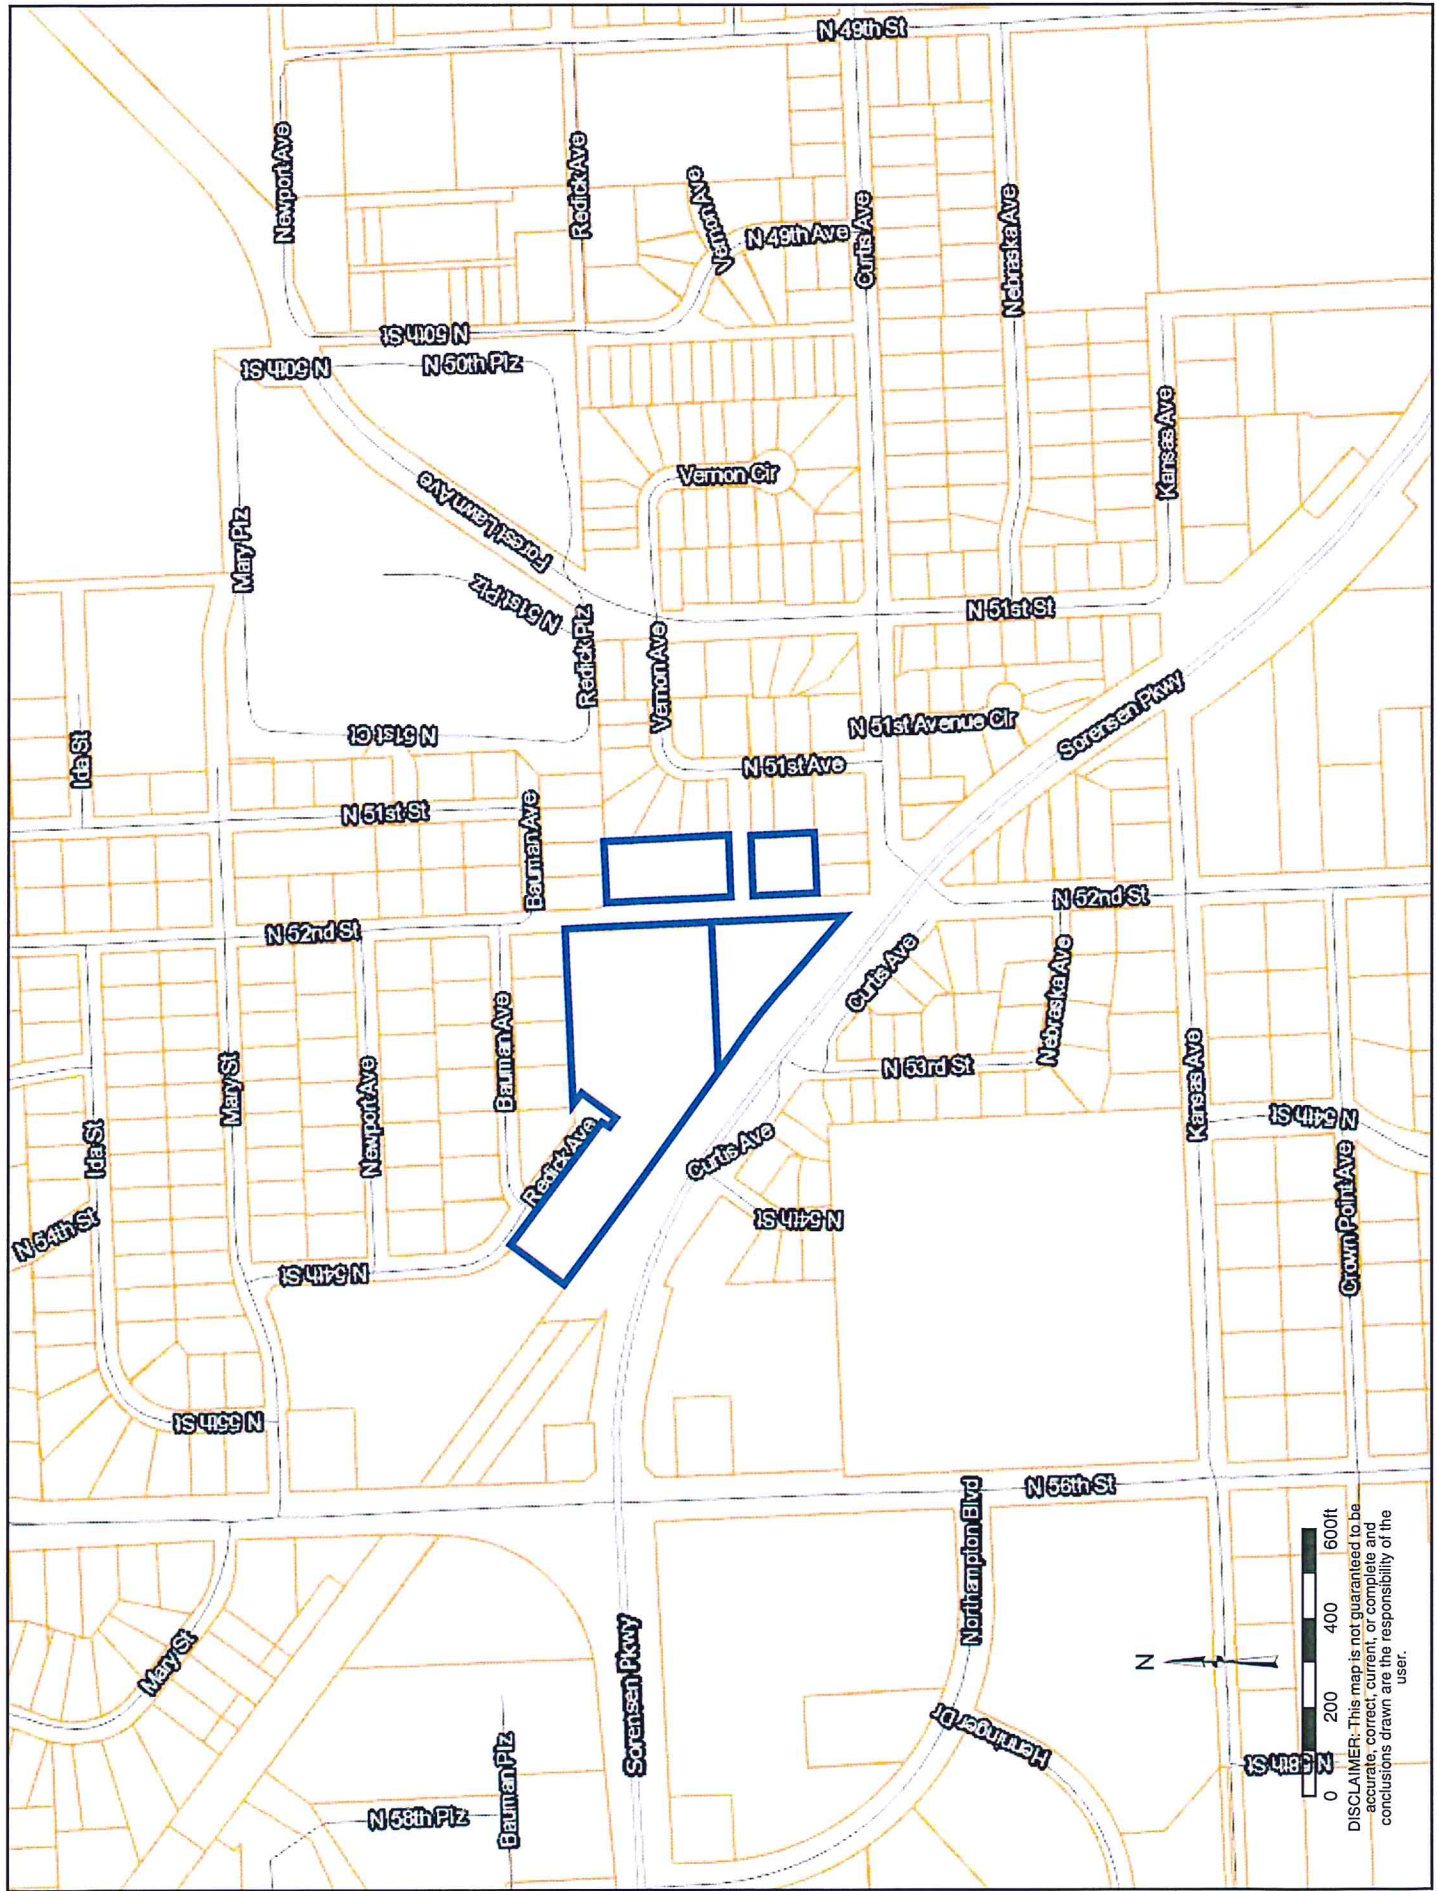 N 49th St
Newport Ave
Redick Ave
Vernon Ave
N 49th Ave
Curtis Ave
Nebraska Ave
N 50th St
N 50th St
N 50th Plz
Kansas Ave
Vernon Cir
Forest Lawn Ave
Mary Plz
N 51st Plz
Redick Plz
N 51st St
Vernon Ave
Sorensen Pkwy
N 51st Avenue Cir
N 51st Ct
Ida St
N 51st Ave
N 51st St
Bauman Ave
N 52nd St
N 52nd St
Curtis Ave
Nebraska Ave
Bauman Ave
N 53rd St
Mary St
Newport Ave
Kansas Ave
N 54th St
Ida St
Redick Ave
Curtis Ave
Crown Point Ave
N 54th St
N 54th St
N 54th St
N 55th St
N 56th St
Northampton Blvd
Mary St
Sorensen Pkwy
Henninger Dr
N 58th Plz
Bauman Plz
N 58th St
N
0 200 400 600ft
DISCLAIMER: This map is not guaranteed to be
accurate, correct, current, or complete and
conclusions drawn are the responsibility of the
user.